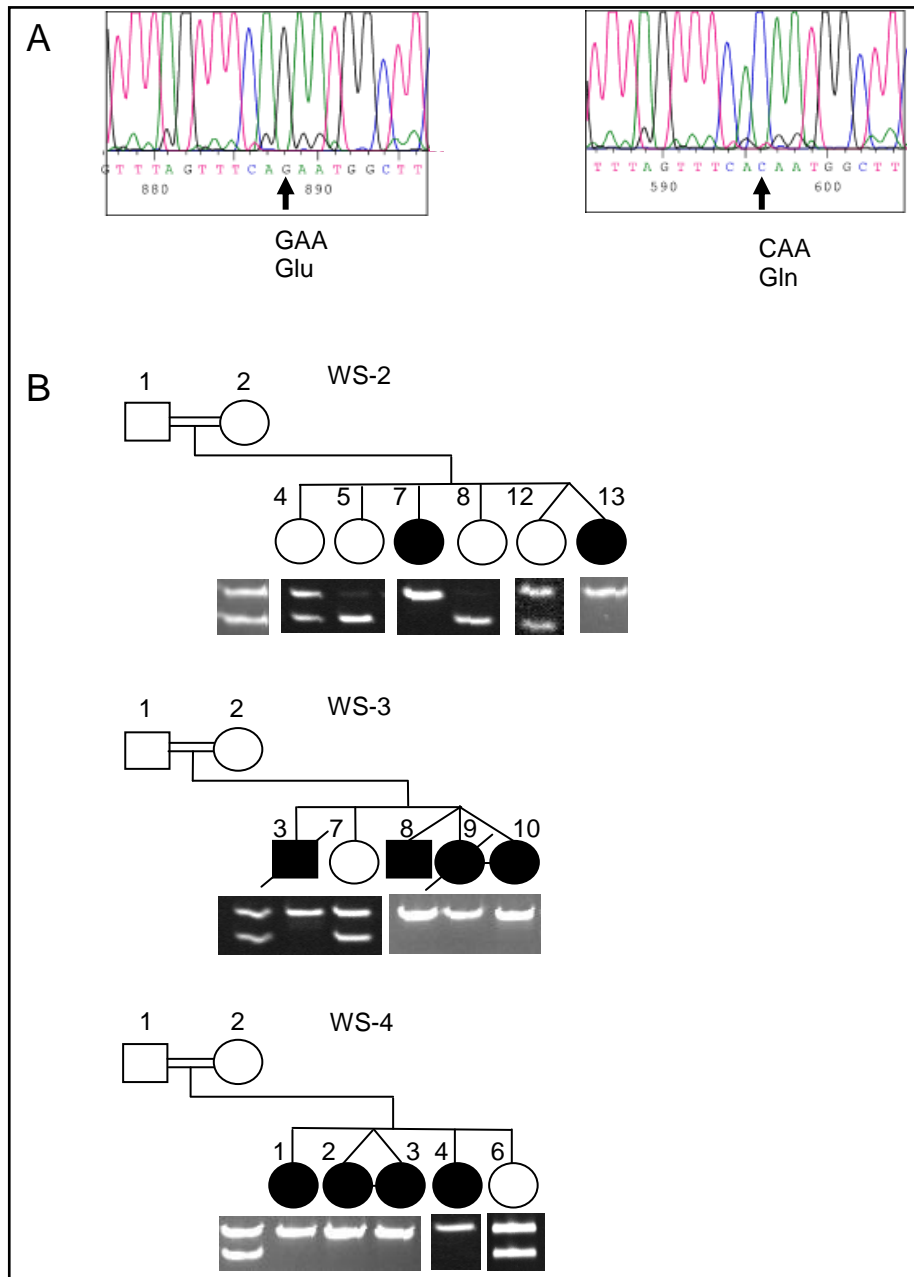 A
G T T T A G T T T C A G A A T G G C T T
880 890
GAA
Glu
T T T A G T T T C A C A A T G G C T T
590 600
CAA
Gln
B
WS-2
1 2
4 5 7 8 12 13
WS-3
1 2
3 7 8 9 10
WS-4
1 2
1 2 3 4 6